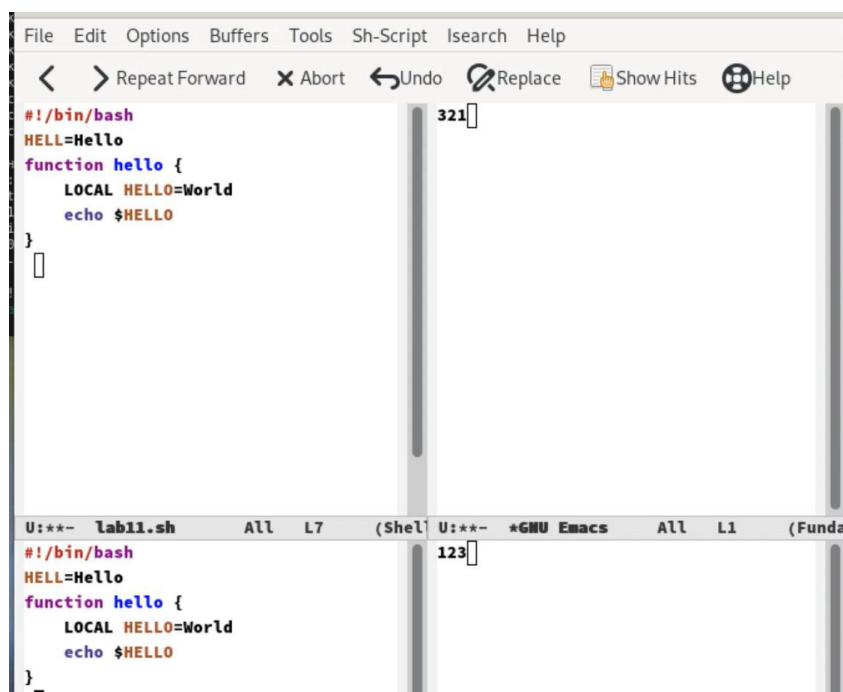 File Edit Options Buffers Tools Sh-Script Isearch Help
Repeat Forward Abort Undo Replace Show Hits Help
#!/bin/bash
HELL=Hello
function hello {
    LOCAL HELLO=World
    echo $HELLO
}
321
U:**- lab11.sh All L7 (Shell
U:**- *GNU Emacs All L1 (Funda
#!/bin/bash
HELL=Hello
function hello {
    LOCAL HELLO=World
    echo $HELLO
}
123